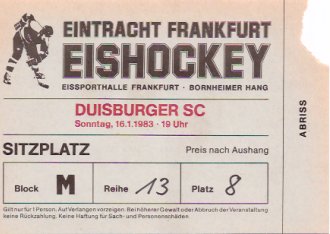 EINTRACHT FRANKFURT
EISHOCKEY
EISSPORTHALLE FRANKFURT · BORNHEIMER HANG
DUISBURGER SC
Sonntag, 16.1.1983 · 19 Uhr
SITZPLATZ Preis nach Aushang
Block M Reihe 13 Platz 8
Gilt nur für 1 Person. Auf Verlangen vorzeigen. Bei höherer Gewalt oder Abbruch der Veranstaltung
keine Rückzahlung. Keine Haftung für Sach- und Personenschäden.
ABRISS